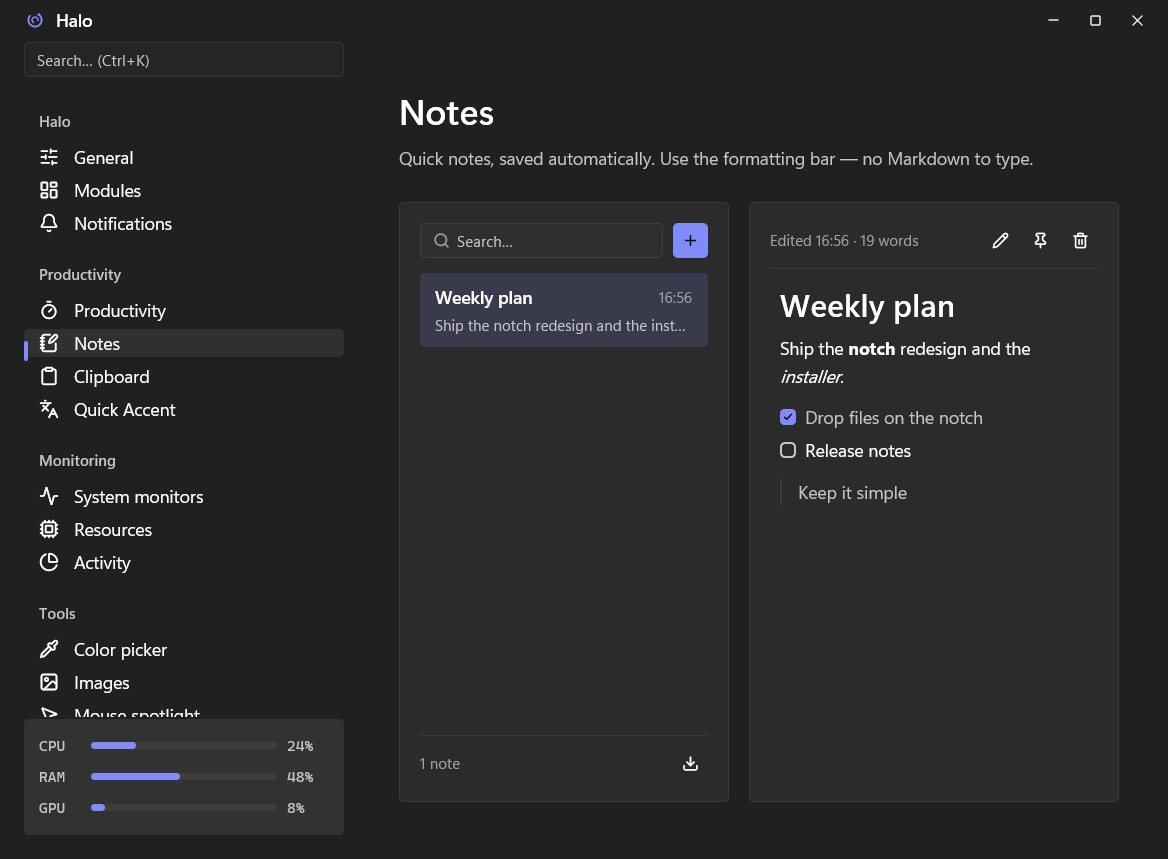 Halo
Search... (Ctrl+K)
Halo
General
Modules
Notifications
Productivity
Productivity
Notes
Clipboard
Quick Accent
Monitoring
System monitors
Resources
Activity
Tools
Color picker
Images
Mouse spotlight
CPU 24%
RAM 48%
GPU 8%
Notes
Quick notes, saved automatically. Use the formatting bar — no Markdown to type.
Search...
Weekly plan 16:56
Ship the notch redesign and the inst...
1 note
Edited 16:56 · 19 words
Weekly plan
Ship the notch redesign and the
installer.
Drop files on the notch
Release notes
Keep it simple